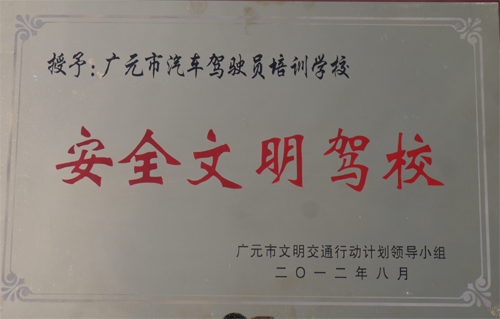 授予：广元市汽车驾驶员培训学校
安全文明驾校
广元市文明交通行动计划领导小组
二〇一二年八月